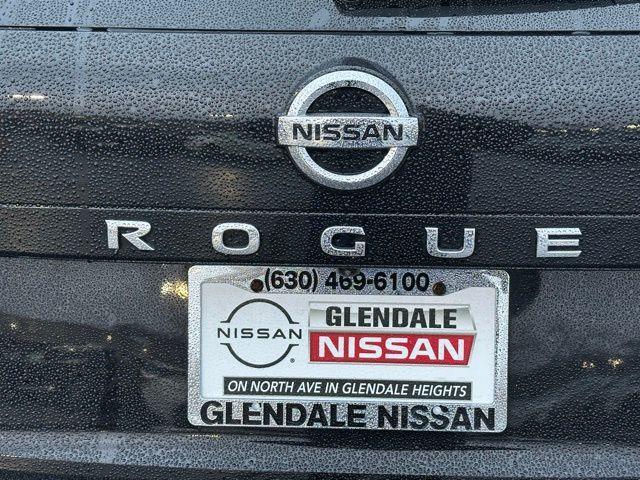 NISSAN
ROGUE
(630) 469-6100
NISSAN
GLENDALE
NISSAN
ON NORTH AVE IN GLENDALE HEIGHTS
GLENDALE NISSAN